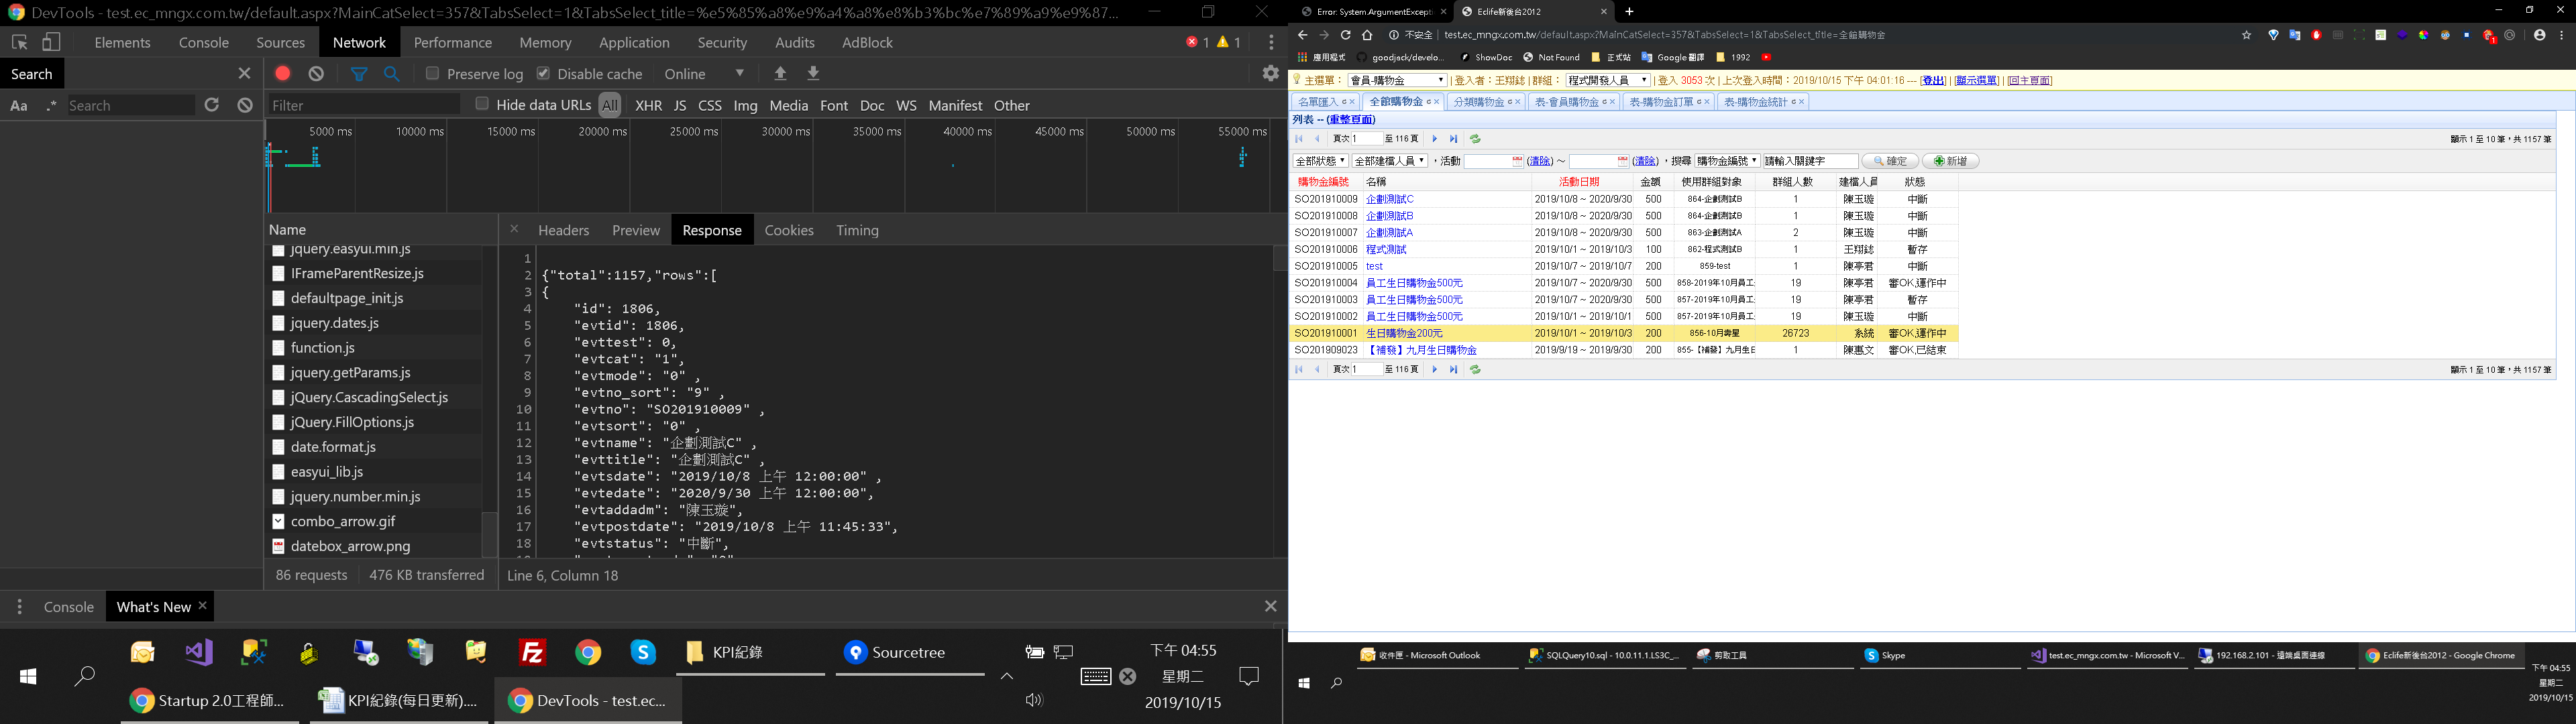 DevTools - test.ec_mngx.com.tw/default.aspx?MainCatSelect=357&TabsSelect=1&TabsSelect_title=%e5%85%a8%e9%a4%a8%e8%b3%bc%e7%89%a9%e9%87...
Elements Console Sources Network Performance Memory Application Security Audits AdBlock 1 1
Search
Preserve log Disable cache Online
Aa .* Search
Filter Hide data URLs All XHR JS CSS Img Media Font Doc WS Manifest Other
5000 ms 10000 ms 15000 ms 20000 ms 25000 ms 30000 ms 35000 ms 40000 ms 45000 ms 50000 ms 55000 ms
Name
jquery.easyui.min.js
IFrameParentResize.js
defaultpage_init.js
jquery.dates.js
function.js
jquery.getParams.js
jQuery.CascadingSelect.js
jQuery.FillOptions.js
date.format.js
easyui_lib.js
jquery.number.min.js
combo_arrow.gif
datebox_arrow.png
86 requests 476 KB transferred
Headers Preview Response Cookies Timing
1
2 {"total":1157,"rows":[
3 {
4 "id": 1806,
5 "evtid": 1806,
6 "evttest": 0,
7 "evtcat": "1",
8 "evtmode": "0" ,
9 "evtno_sort": "9" ,
10 "evtno": "SO201910009" ,
11 "evtsort": "0" ,
12 "evtname": "企劃測試C" ,
13 "evttitle": "企劃測試C" ,
14 "evtsdate": "2019/10/8 上午 12:00:00" ,
15 "evtedate": "2020/9/30 上午 12:00:00",
16 "evtaddadm": "陳玉璇",
17 "evtpostdate": "2019/10/8 上午 11:45:33",
18 "evtstatus": "中斷",
Line 6, Column 18
Console What's New
KPI紀錄 Sourcetree
Startup 2.0工程師... KPI紀錄(每日更新).... DevTools - test.ec...
下午 04:55
星期二
2019/10/15
Error: System.ArgumentExcepti Eclife新後台2012
不安全 | test.ec_mngx.com.tw/default.aspx?MainCatSelect=357&TabsSelect=1&TabsSelect_title=全館購物金
應用程式 goodjack/develo... ShowDoc Not Found 正式站 Google 翻譯 1992
主選單： 會員-購物金 | 登入者：王翔鋕 | 群組： 程式開發人員 | 登入 3053 次 | 上次登入時間：2019/10/15 下午 04:01:16 --- [登出] | [顯示選單] | [回主頁面]
名單匯入 全館購物金 分類購物金 表-會員購物金 表-購物金訂單 表-購物金統計
列表 -- (重整頁面)
頁次 1 至 116 頁 顯示 1 至 10 筆，共 1157 筆
全部狀態 全部建檔人員 ，活動 (清除) ～ (清除) ，搜尋 購物金編號 請輸入關鍵字 確定 新增
購物金編號 名稱 活動日期 金額 使用群組對象 群組人數 建檔人員 狀態
SO201910009 企劃測試C 2019/10/8 ~ 2020/9/30 500 864-企劃測試B 1 陳玉璇 中斷
SO201910008 企劃測試B 2019/10/8 ~ 2020/9/30 500 864-企劃測試B 1 陳玉璇 中斷
SO201910007 企劃測試A 2019/10/8 ~ 2020/9/30 500 863-企劃測試A 2 陳玉璇 中斷
SO201910006 程式測試 2019/10/1 ~ 2019/10/3 100 862-程式測試B 1 王翔鋕 暫存
SO201910005 test 2019/10/7 ~ 2019/10/7 200 859-test 1 陳亭君 中斷
SO201910004 員工生日購物金500元 2019/10/7 ~ 2020/9/30 500 858-2019年10月員工 19 陳亭君 審OK,運作中
SO201910003 員工生日購物金500元 2019/10/7 ~ 2020/9/30 500 857-2019年10月員工 19 陳亭君 暫存
SO201910002 員工生日購物金500元 2019/10/1 ~ 2019/10/1 500 857-2019年10月員工 19 陳玉璇 中斷
SO201910001 生日購物金200元 2019/10/1 ~ 2019/10/3 200 856-10月壽星 26723 系統 審OK,運作中
SO201909023 【補發】九月生日購物金 2019/9/19 ~ 2019/9/30 200 855-【補發】九月生日 1 陳惠文 審OK,已結束
頁次 1 至 116 頁 顯示 1 至 10 筆，共 1157 筆
收件匣 - Microsoft Outlook SQLQuery10.sql - 10.0.11.1.LS3C_... 剪取工具 Skype test.ec_mngx.com.tw - Microsoft V... 192.168.2.101 - 遠端桌面連線 Eclife新後台2012 - Google Chrome
下午 04:55
星期二
2019/10/15